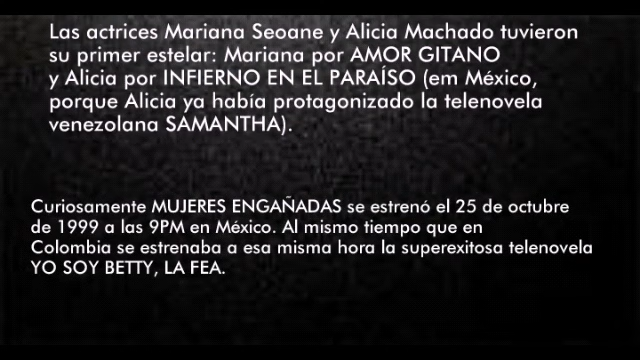 Las actrices Mariana Seoane y Alicia Machado tuvieron
su primer estelar: Mariana por AMOR GITANO
y Alicia por INFIERNO EN EL PARAÍSO (em México,
porque Alicia ya había protagonizado la telenovela
venezolana SAMANTHA).
Curiosamente MUJERES ENGAÑADAS se estrenó el 25 de octubre
de 1999 a las 9PM en México. Al mismo tiempo que en
Colombia se estrenaba a esa misma hora la superexitosa telenovela
YO SOY BETTY, LA FEA.